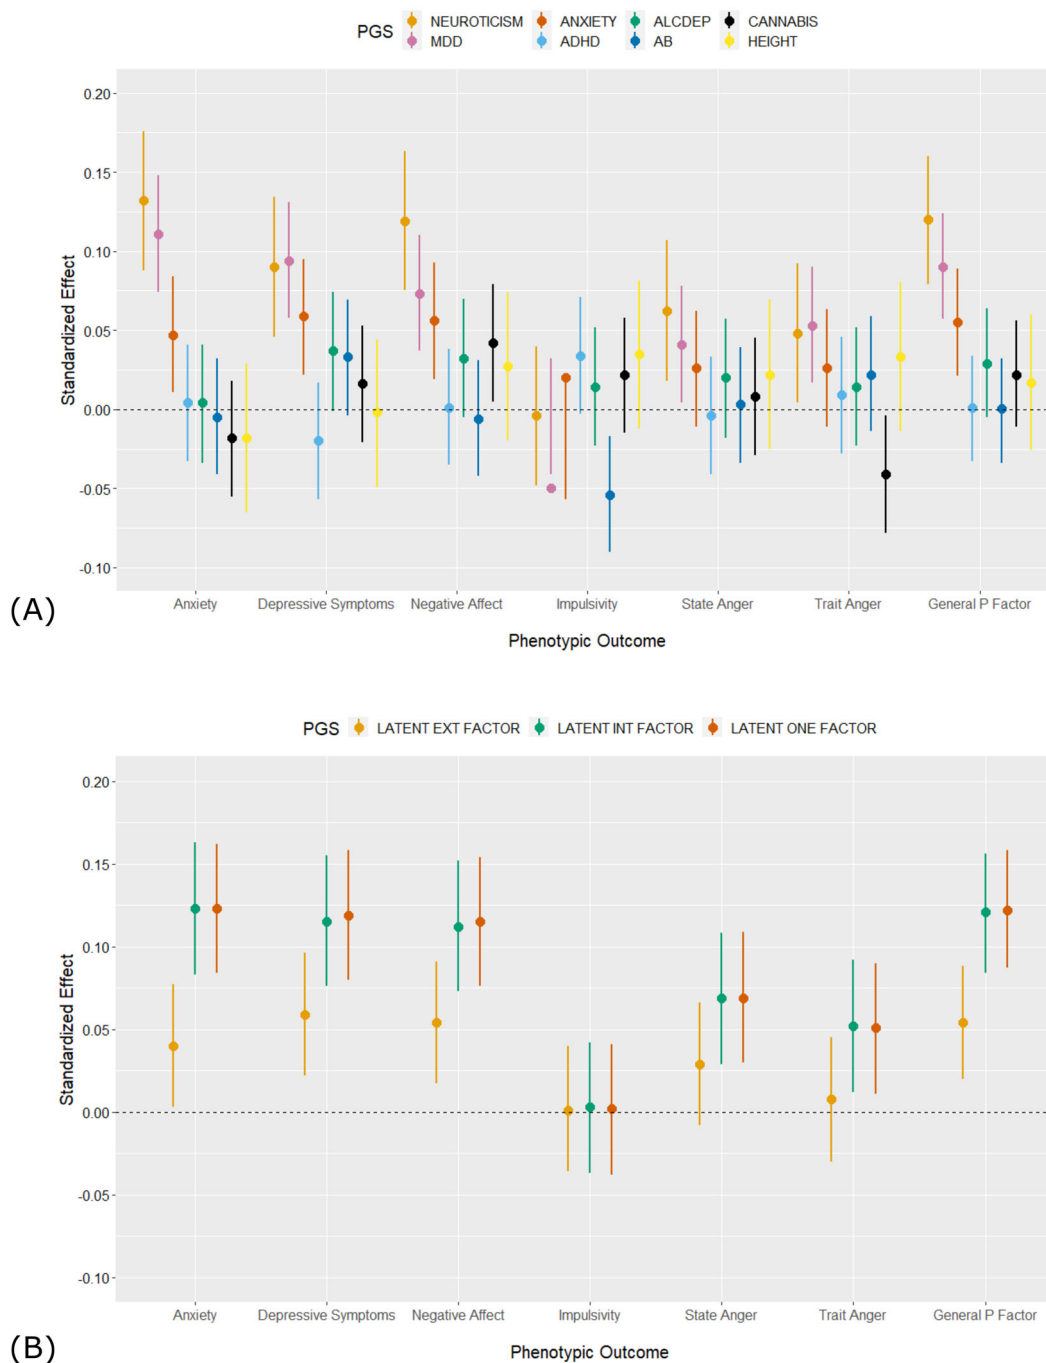 PGS NEUROTICISM ANXIETY ALCDEP CANNABIS
MDD ADHD AB HEIGHT
0.20
0.15
0.10
0.05
0.00
-0.05
-0.10
Standardized Effect
Anxiety Depressive Symptoms Negative Affect Impulsivity State Anger Trait Anger General P Factor
(A)
Phenotypic Outcome
PGS LATENT EXT FACTOR LATENT INT FACTOR LATENT ONE FACTOR
0.20
0.15
0.10
0.05
0.00
-0.05
-0.10
Standardized Effect
Anxiety Depressive Symptoms Negative Affect Impulsivity State Anger Trait Anger General P Factor
(B)
Phenotypic Outcome